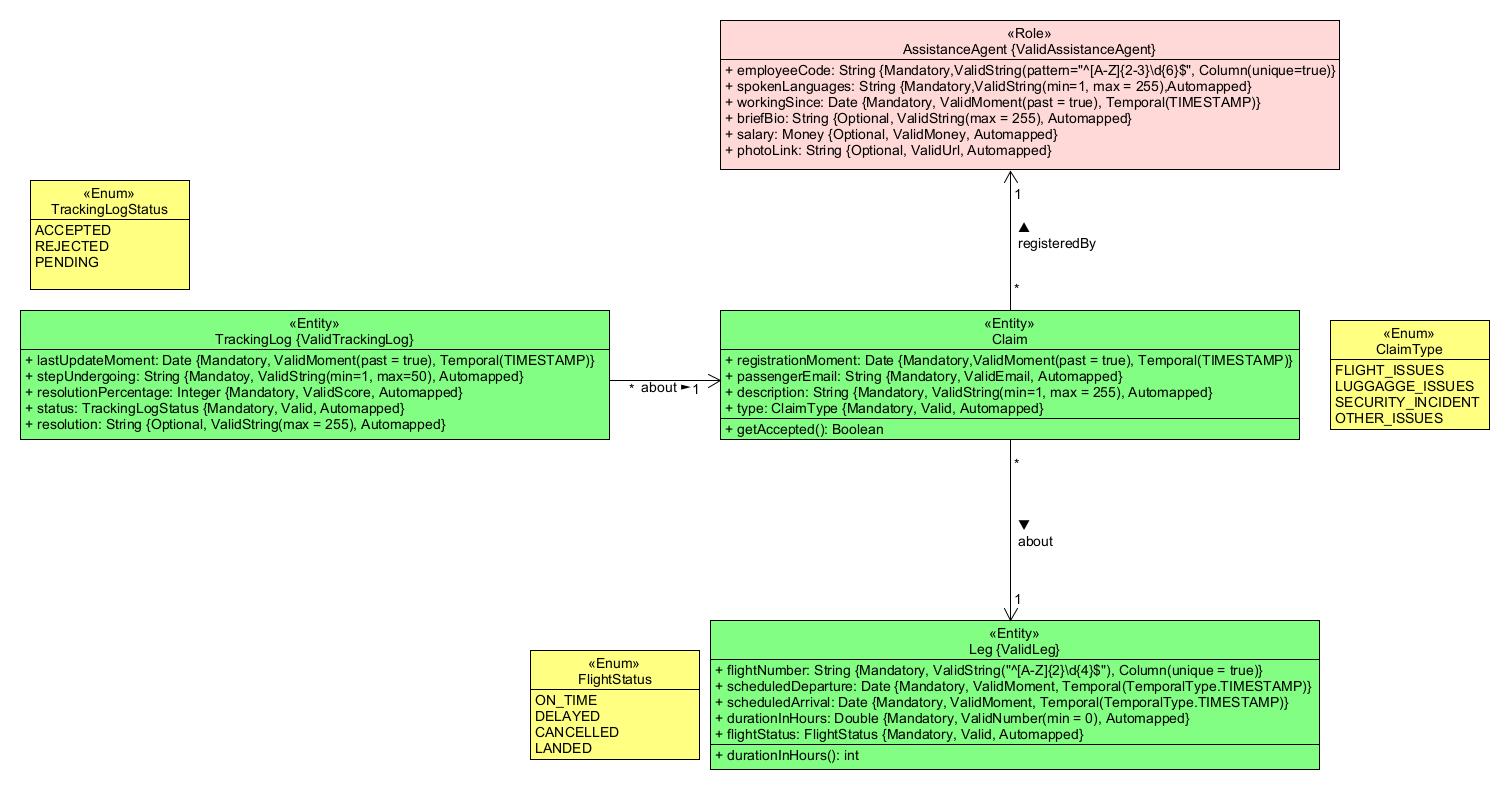 «Role»
AssistanceAgent {ValidAssistanceAgent}
+ employeeCode: String {Mandatory,ValidString(pattern="^[A-Z]{2-3}\d{6}$", Column(unique=true)}
+ spokenLanguages: String {Mandatory,ValidString(min=1, max = 255),Automapped}
+ workingSince: Date {Mandatory, ValidMoment(past = true), Temporal(TIMESTAMP)}
+ briefBio: String {Optional, ValidString(max = 255), Automapped}
+ salary: Money {Optional, ValidMoney, Automapped}
+ photoLink: String {Optional, ValidUrl, Automapped}
«Enum»
TrackingLogStatus
ACCEPTED
REJECTED
PENDING
1
▲
registeredBy
*
«Entity»
TrackingLog {ValidTrackingLog}
+ lastUpdateMoment: Date {Mandatory, ValidMoment(past = true), Temporal(TIMESTAMP)}
+ stepUndergoing: String {Mandatoy, ValidString(min=1, max=50), Automapped}
+ resolutionPercentage: Integer {Mandatory, ValidScore, Automapped}
+ status: TrackingLogStatus {Mandatory, Valid, Automapped}
+ resolution: String {Optional, ValidString(max = 255), Automapped}
* about ► 1
«Entity»
Claim
+ registrationMoment: Date {Mandatory,ValidMoment(past = true), Temporal(TIMESTAMP)}
+ passengerEmail: String {Mandatory, ValidEmail, Automapped}
+ description: String {Mandatory, ValidString(min=1, max = 255), Automapped}
+ type: ClaimType {Mandatory, Valid, Automapped}
+ getAccepted(): Boolean
«Enum»
ClaimType
FLIGHT_ISSUES
LUGGAGGE_ISSUES
SECURITY_INCIDENT
OTHER_ISSUES
*
▼
about
1
«Enum»
FlightStatus
ON_TIME
DELAYED
CANCELLED
LANDED
«Entity»
Leg {ValidLeg}
+ flightNumber: String {Mandatory, ValidString("^[A-Z]{2}\d{4}$"), Column(unique = true)}
+ scheduledDeparture: Date {Mandatory, ValidMoment, Temporal(TemporalType.TIMESTAMP)}
+ scheduledArrival: Date {Mandatory, ValidMoment, Temporal(TemporalType.TIMESTAMP)}
+ durationInHours: Double {Mandatory, ValidNumber(min = 0), Automapped}
+ flightStatus: FlightStatus {Mandatory, Valid, Automapped}
+ durationInHours(): int